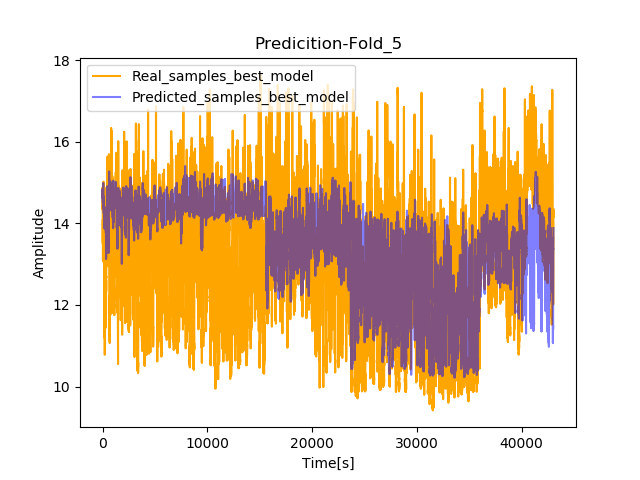 Predicition-Fold_5
Real_samples_best_model
Predicted_samples_best_model
18
16
14
12
10
Amplitude
0
10000
20000
30000
40000
Time[s]